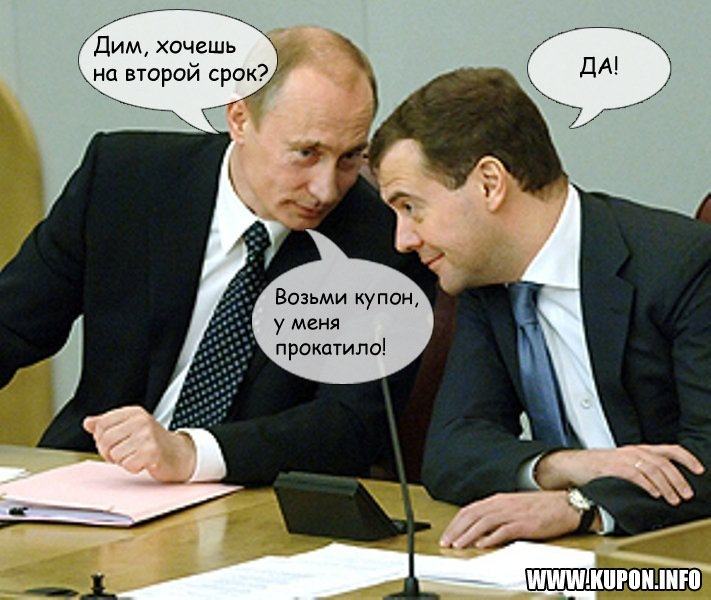 Дим, хочешь
на второй срок?
ДА!
Возьми купон,
у меня
прокатило!
WWW.KUPON.INFO